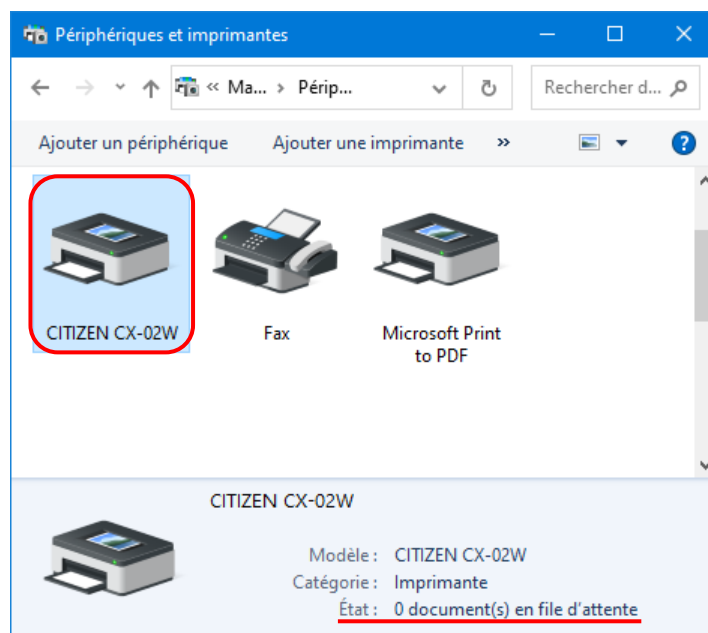 Périphériques et imprimantes
« Ma... › Périp...
Rechercher d...
Ajouter un périphérique
Ajouter une imprimante
»
?
CITIZEN CX-02W
Fax
Microsoft Print
to PDF
CITIZEN CX-02W
Modèle : CITIZEN CX-02W
Catégorie : Imprimante
État : 0 document(s) en file d'attente